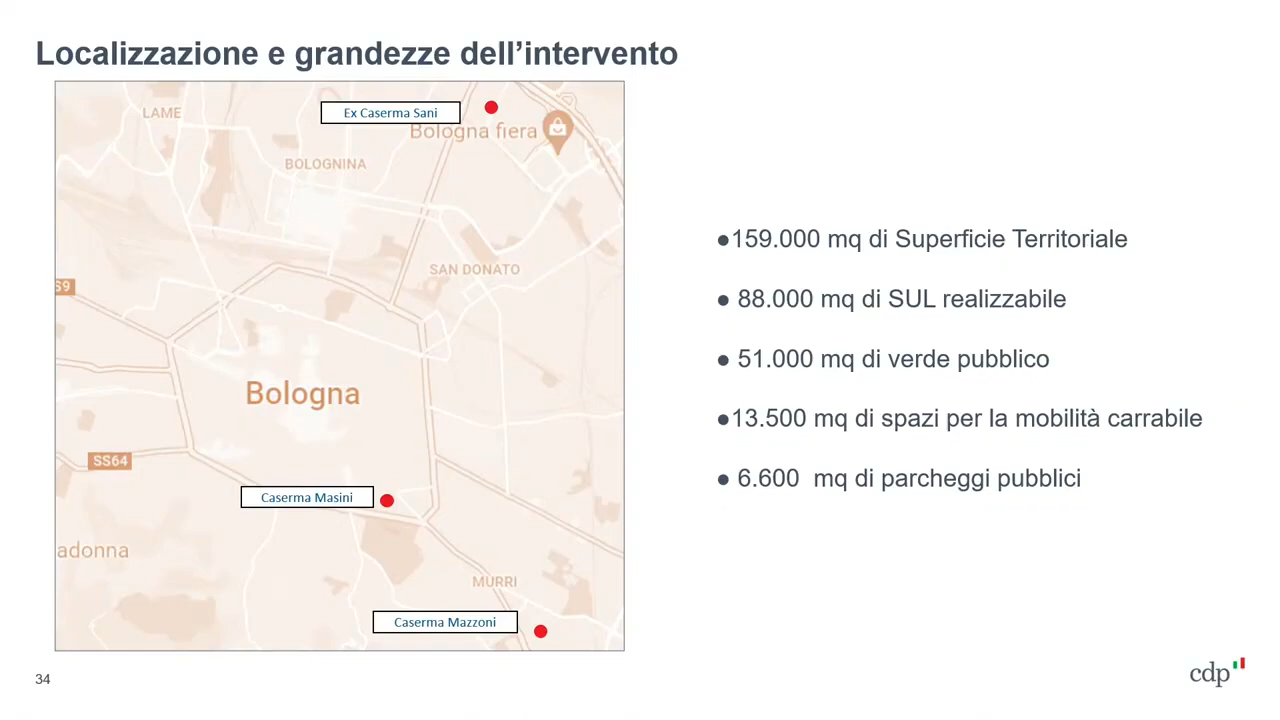 Localizzazione e grandezze dell’intervento
LAME
Ex Caserma Sani
Bologna fiera
BOLOGNINA
SAN DONATO
S9
Bologna
SS64
Caserma Masini
adonna
MURRI
Caserma Mazzoni
●159.000 mq di Superficie Territoriale
● 88.000 mq di SUL realizzabile
● 51.000 mq di verde pubblico
●13.500 mq di spazi per la mobilità carrabile
● 6.600  mq di parcheggi pubblici
34
cdp